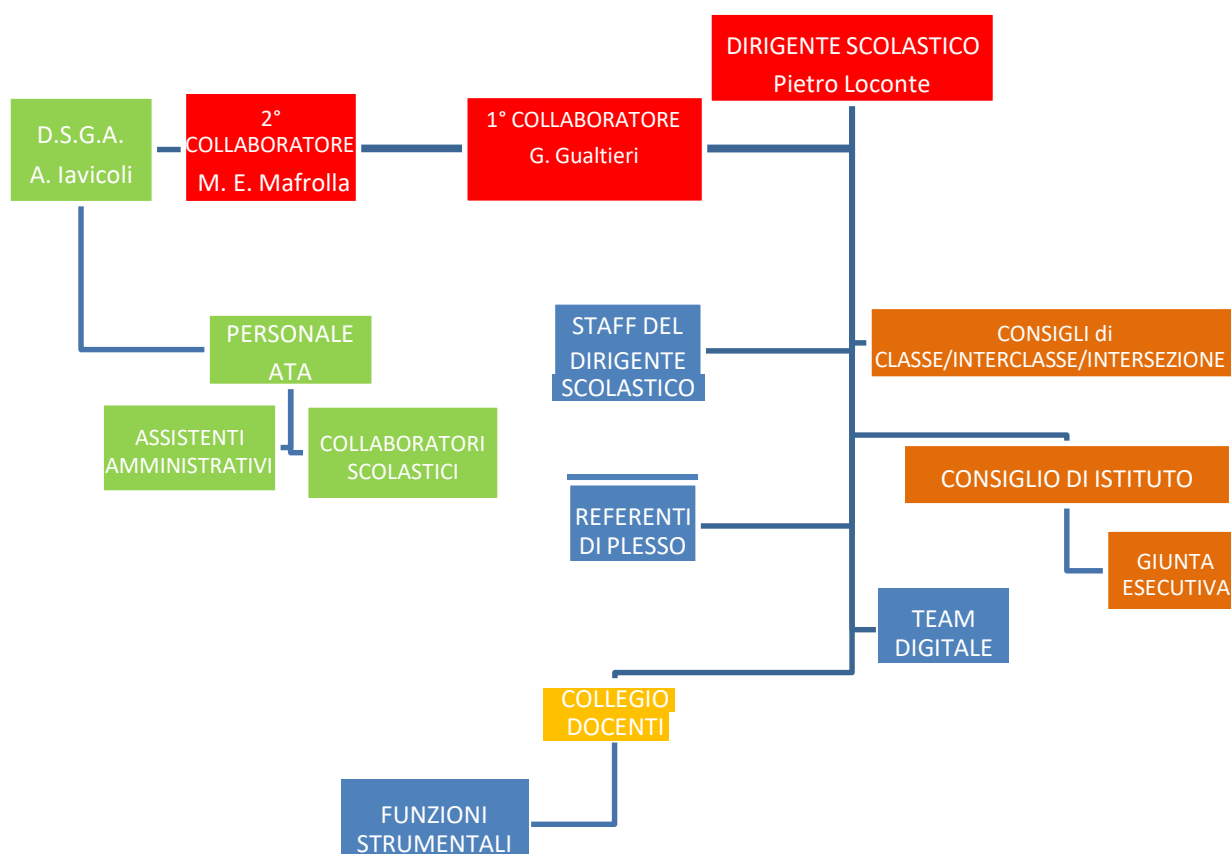 DIRIGENTE SCOLASTICO
Pietro Loconte
1° COLLABORATORE
G. Gualtieri
2°
COLLABORATORE
M. E. Mafrolla
D.S.G.A.
A. Iavicoli
PERSONALE
ATA
ASSISTENTI
AMMINISTRATIVI
COLLABORATORI
SCOLASTICI
STAFF DEL
DIRIGENTE
SCOLASTICO
CONSIGLI di
CLASSE/INTERCLASSE/INTERSEZIONE
CONSIGLIO DI ISTITUTO
GIUNTA
ESECUTIVA
REFERENTI
DI PLESSO
TEAM
DIGITALE
COLLEGIO
DOCENTI
FUNZIONI
STRUMENTALI